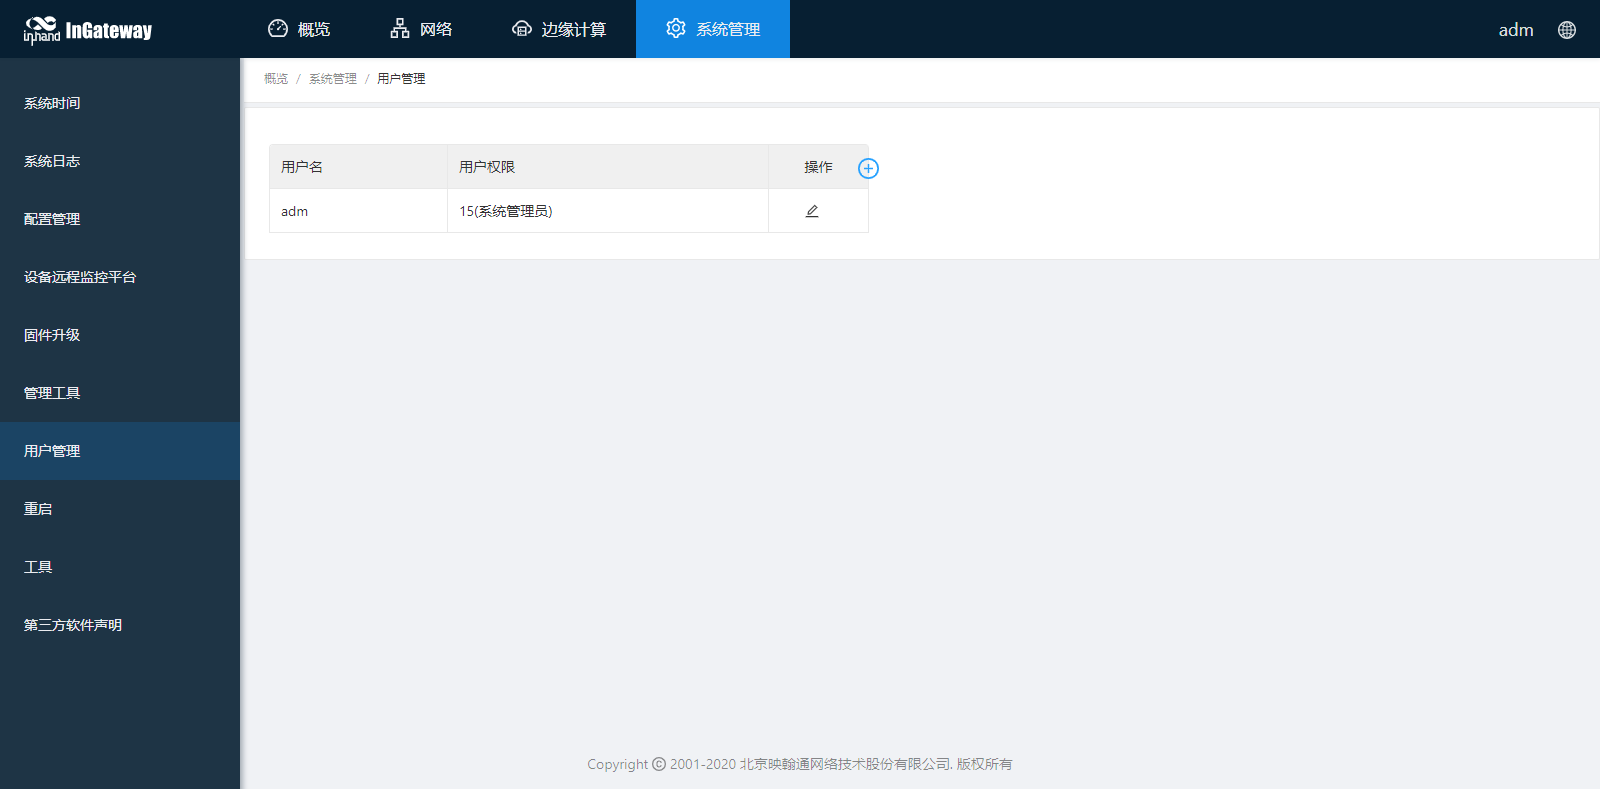 inhand InGateway 概览 网络 边缘计算 系统管理 adm
概览 / 系统管理 / 用户管理
系统时间
系统日志
配置管理
设备远程监控平台
固件升级
管理工具
用户管理
重启
工具
第三方软件声明
用户名 用户权限 操作
adm 15(系统管理员)
Copyright © 2001-2020 北京映翰通网络技术股份有限公司. 版权所有